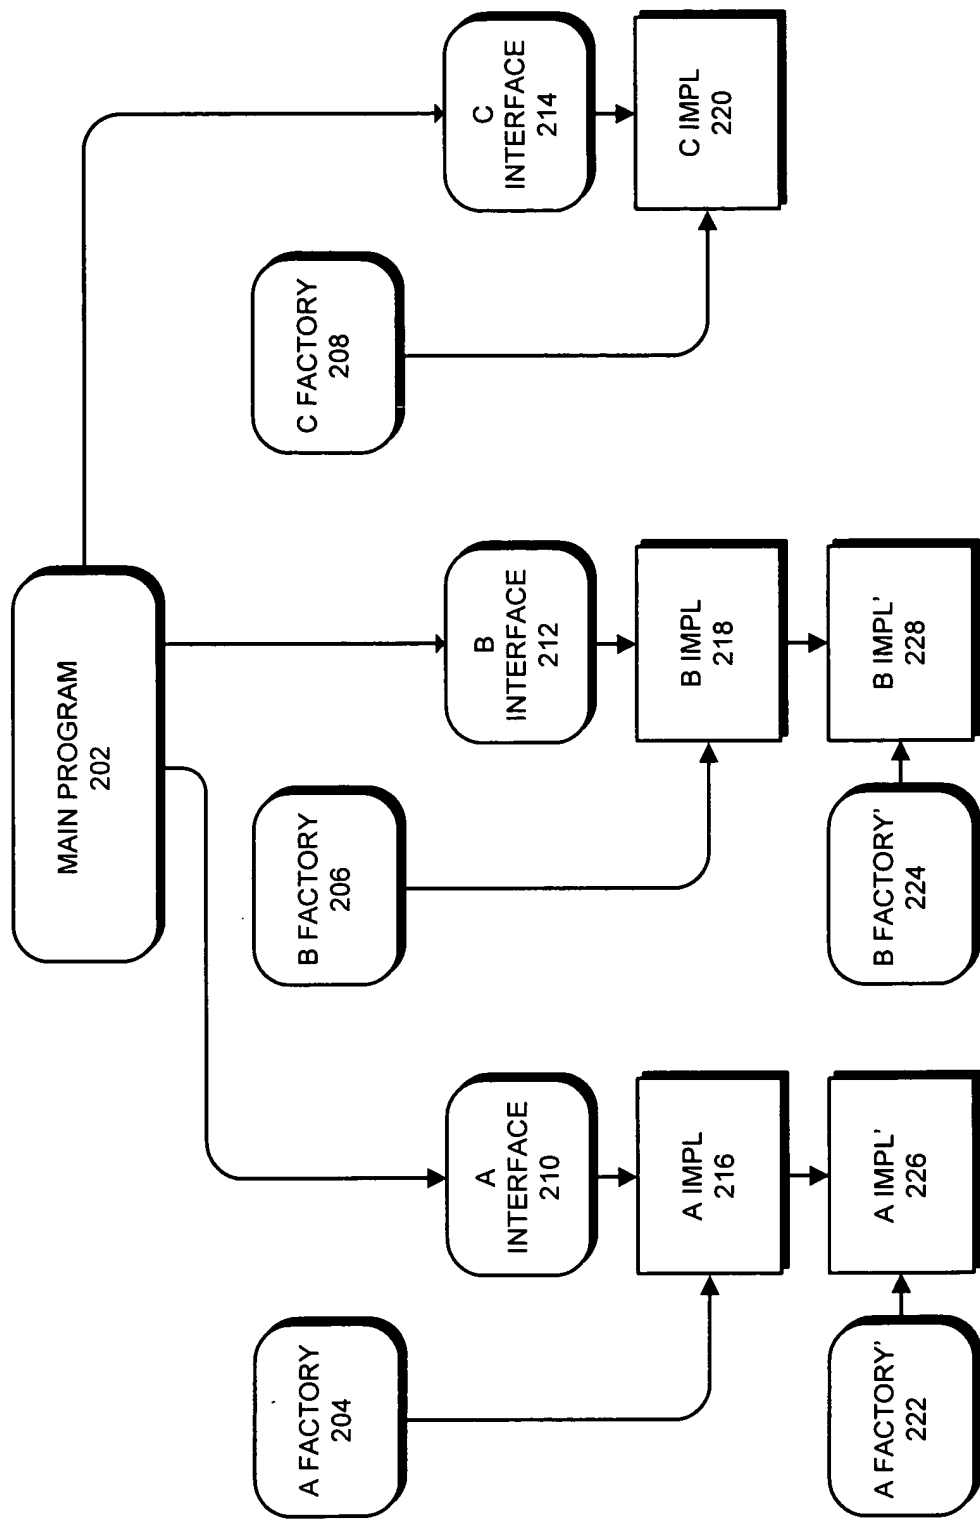 MAIN PROGRAM
202
A FACTORY
204
B FACTORY
206
C FACTORY
208
A
INTERFACE
210
B
INTERFACE
212
C
INTERFACE
214
A IMPL
216
B IMPL
218
C IMPL
220
A FACTORY'
222
A IMPL'
226
B FACTORY'
224
B IMPL'
228